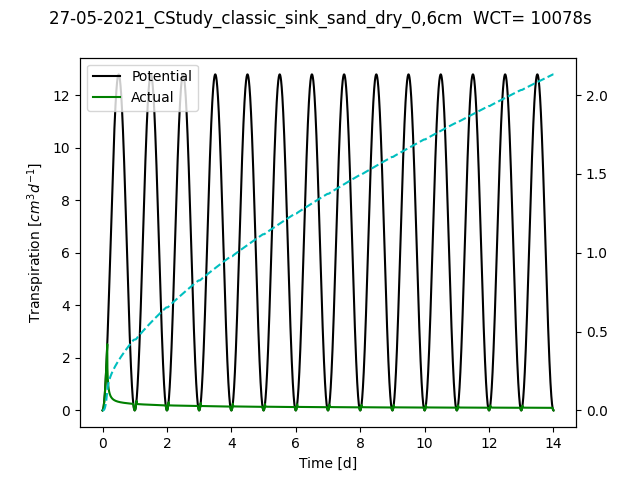 27-05-2021_CStudy_classic_sink_sand_dry_0,6cm  WCT= 10078s
Potential
Actual
Transpiration [cm³d⁻¹]
12
10
8
6
4
2
0
2.0
1.5
1.0
0.5
0.0
0 2 4 6 8 10 12 14
Time [d]